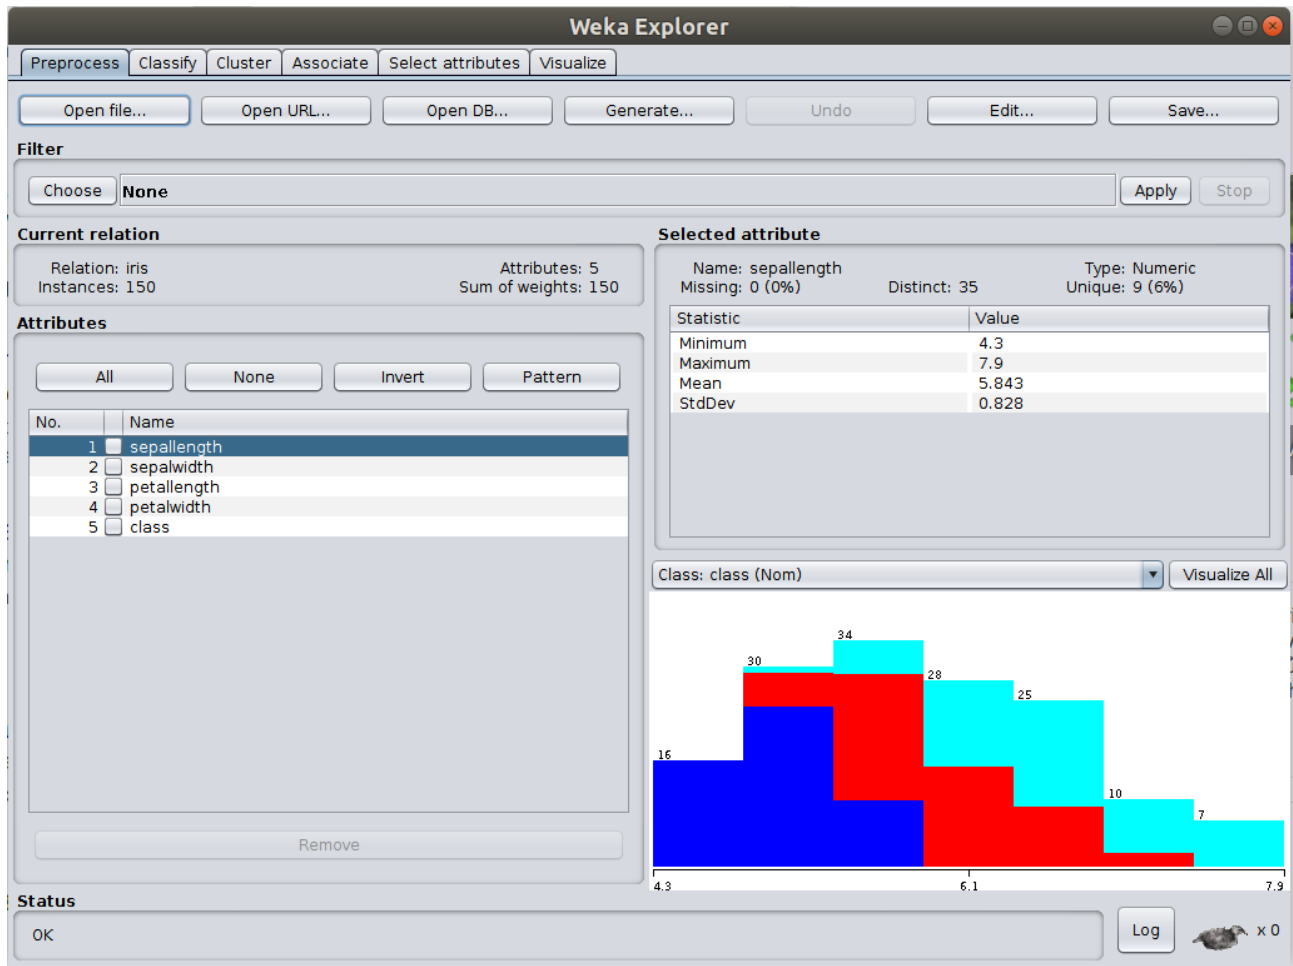 Weka Explorer
Preprocess Classify Cluster Associate Select attributes Visualize
Open file... Open URL... Open DB... Generate... Undo Edit... Save...
Filter
Choose None Apply Stop
Current relation
Relation: iris Attributes: 5
Instances: 150 Sum of weights: 150
Attributes
All None Invert Pattern
No. Name
1 sepallength
2 sepalwidth
3 petallength
4 petalwidth
5 class
Remove
Selected attribute
Name: sepallength Type: Numeric
Missing: 0 (0%) Distinct: 35 Unique: 9 (6%)
Statistic Value
Minimum 4.3
Maximum 7.9
Mean 5.843
StdDev 0.828
Class: class (Nom) Visualize All
34
30
28
25
16
10
7
4.3 6.1 7.9
Status
OK Log x 0